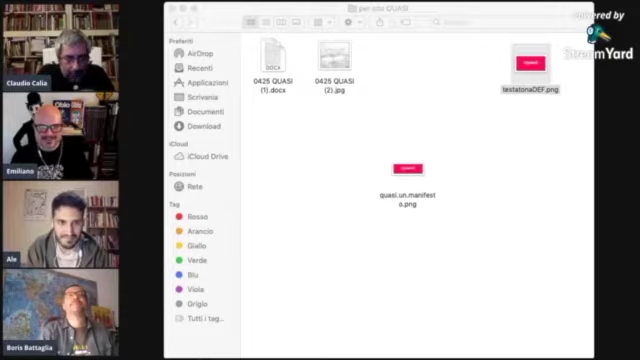 Claudio Calia
Emiliano
Ale
Boris Battaglia
per sito QUASI
Preferiti
AirDrop
Recenti
Applicazioni
Scrivania
Documenti
Download
iCloud
iCloud Drive
Posizioni
Rete
Tag
Rosso
Arancio
Giallo
Verde
Blu
Viola
Grigio
Tutti i tag...
DOCX
0425 QUASI
(1).docx
0425 QUASI
(2).jpg
testatonaDEF.png
quasi.un.manifest
o.png
powered by
StreamYard